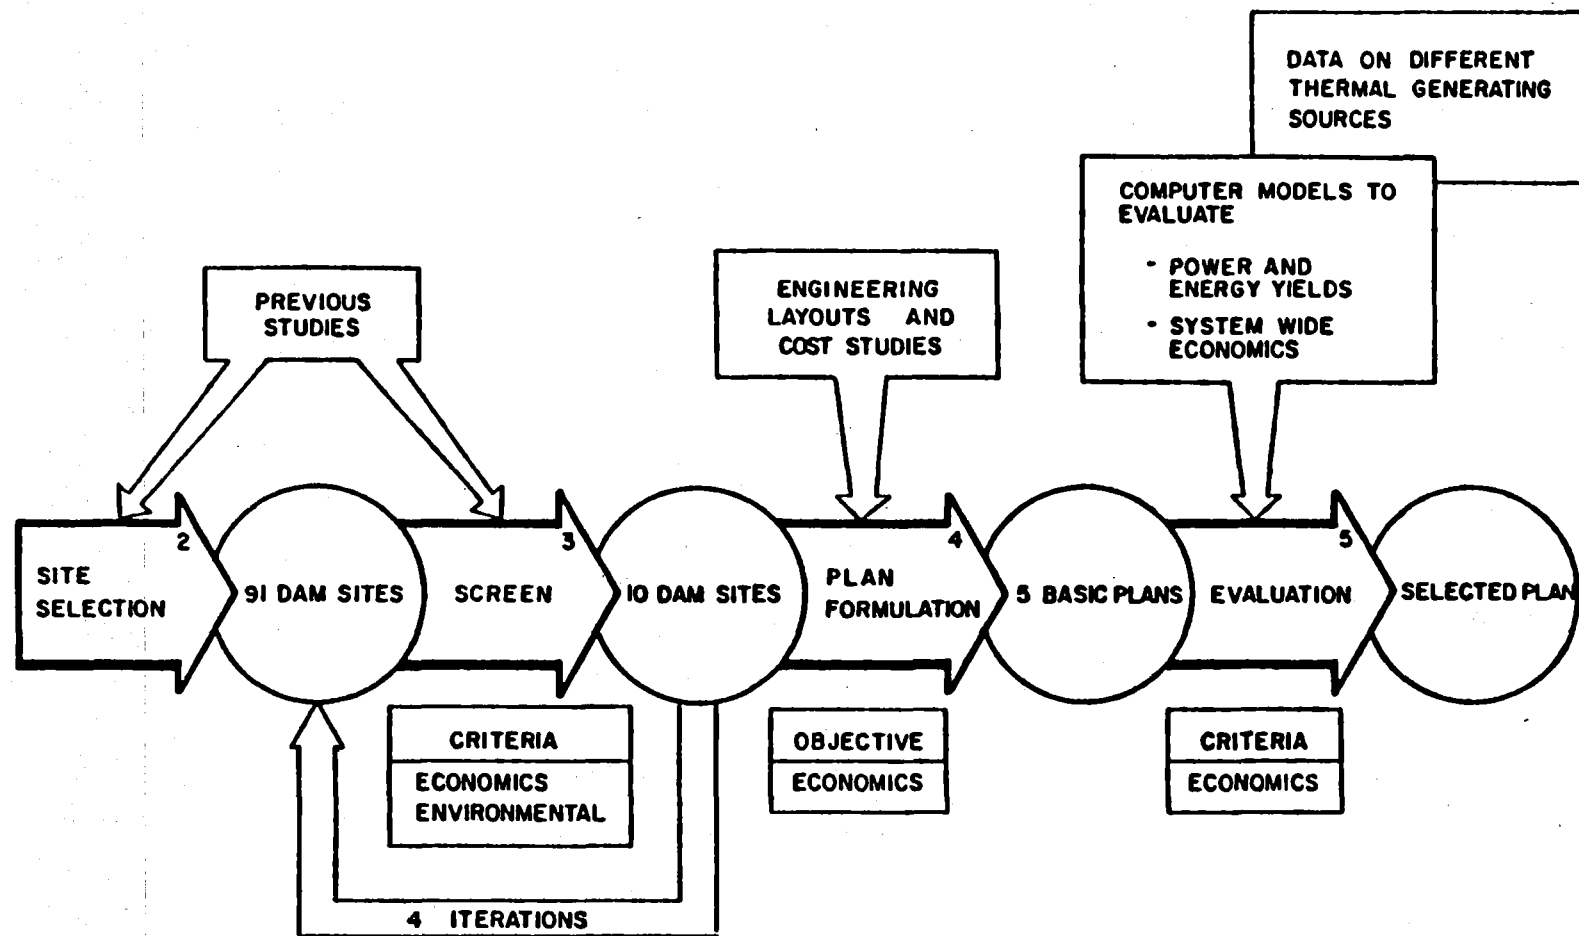 DATA ON DIFFERENT
THERMAL GENERATING
SOURCES
COMPUTER MODELS TO
EVALUATE
- POWER AND
ENERGY YIELDS
- SYSTEM WIDE
ECONOMICS
PREVIOUS
STUDIES
ENGINEERING
LAYOUTS AND
COST STUDIES
2
SITE
SELECTION
91 DAM SITES
3
SCREEN
10 DAM SITES
4
PLAN
FORMULATION
5 BASIC PLANS
5
EVALUATION
SELECTED PLAN
CRITERIA
ECONOMICS
ENVIRONMENTAL
OBJECTIVE
ECONOMICS
CRITERIA
ECONOMICS
4 ITERATIONS